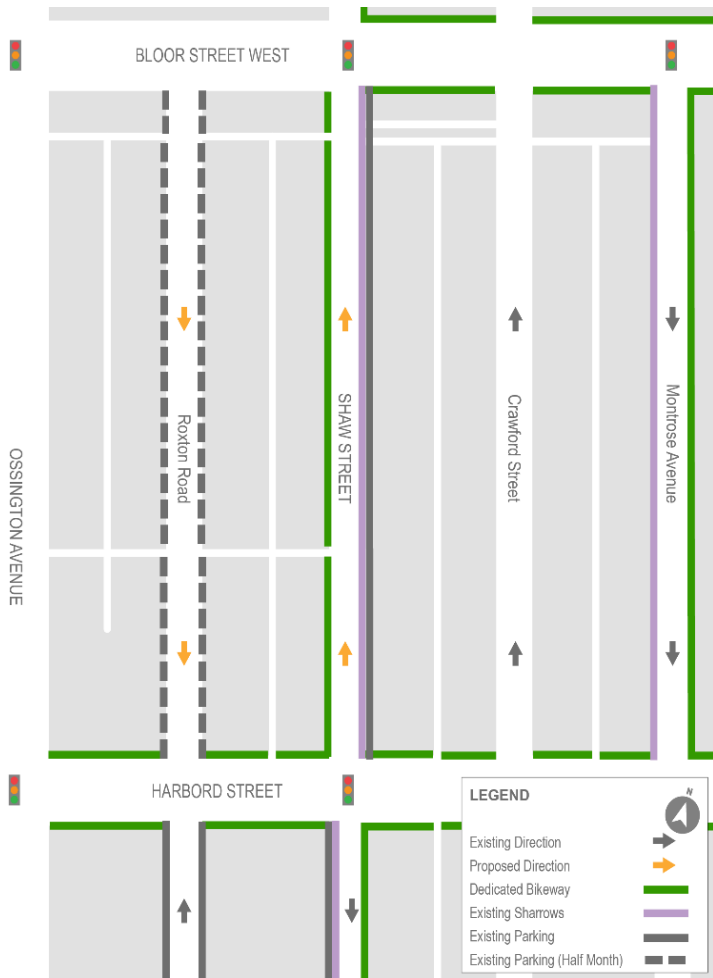 BLOOR STREET WEST
OSSINGTON AVENUE
Roxton Road
SHAW STREET
Crawford Street
Montrose Avenue
HARBORD STREET
LEGEND
N
Existing Direction
Proposed Direction
Dedicated Bikeway
Existing Sharrows
Existing Parking
Existing Parking (Half Month)